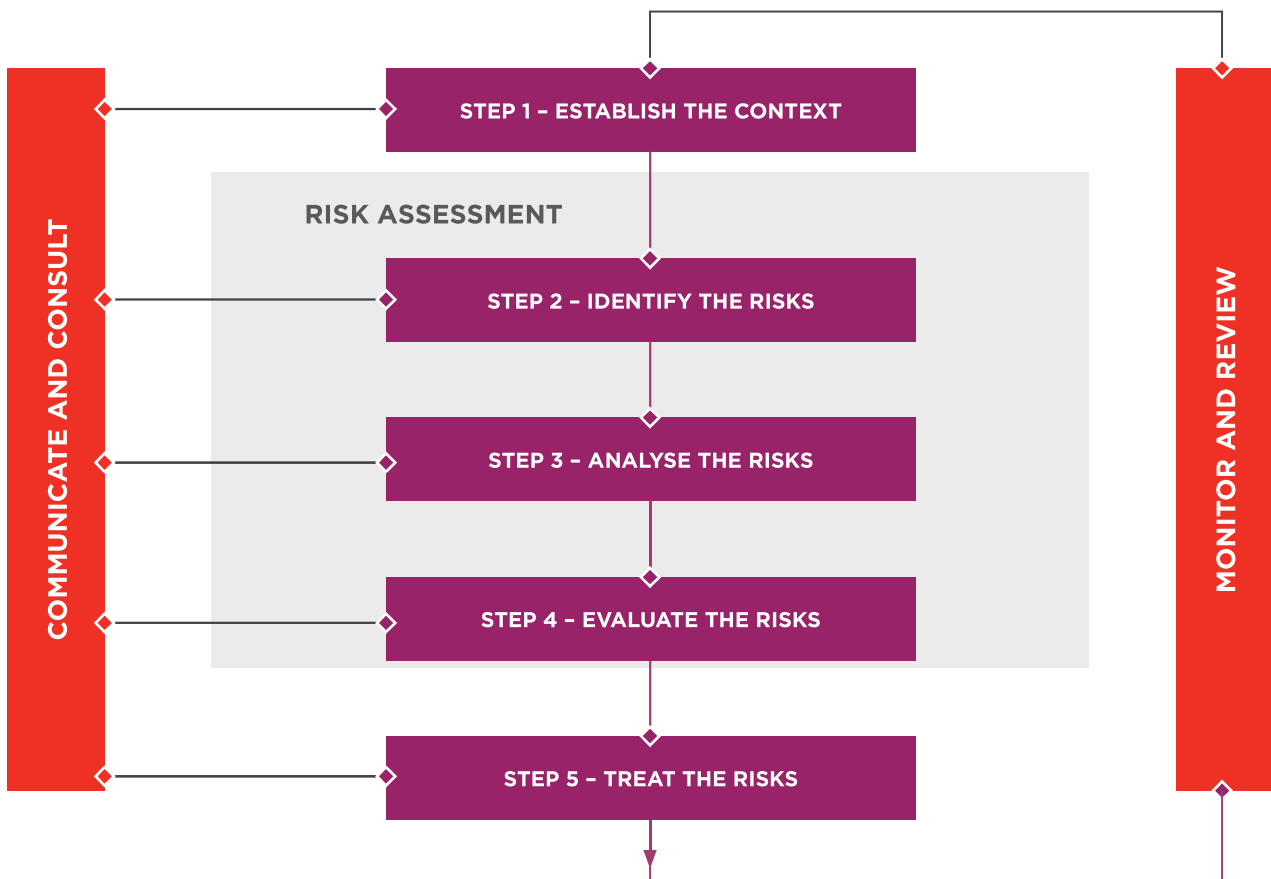 STEP 1 – ESTABLISH THE CONTEXT
RISK ASSESSMENT
STEP 2 – IDENTIFY THE RISKS
STEP 3 – ANALYSE THE RISKS
STEP 4 – EVALUATE THE RISKS
STEP 5 – TREAT THE RISKS
COMMUNICATE AND CONSULT
MONITOR AND REVIEW